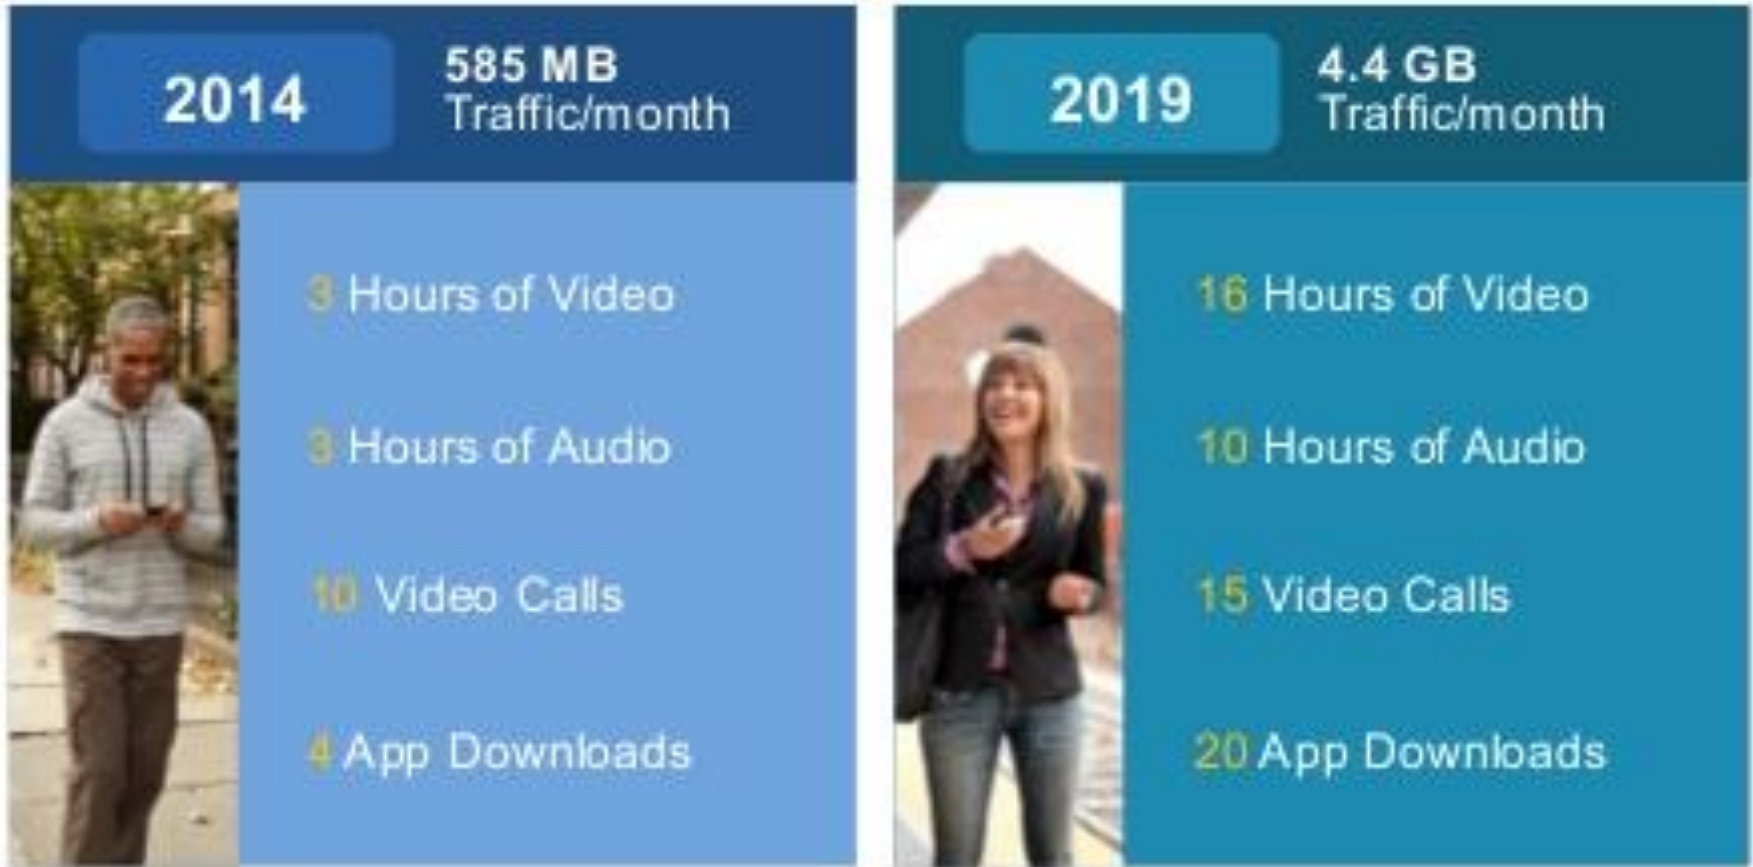 2014
585 MB
Traffic/month
3 Hours of Video
3 Hours of Audio
10 Video Calls
4 App Downloads
2019
4.4 GB
Traffic/month
16 Hours of Video
10 Hours of Audio
15 Video Calls
20 App Downloads